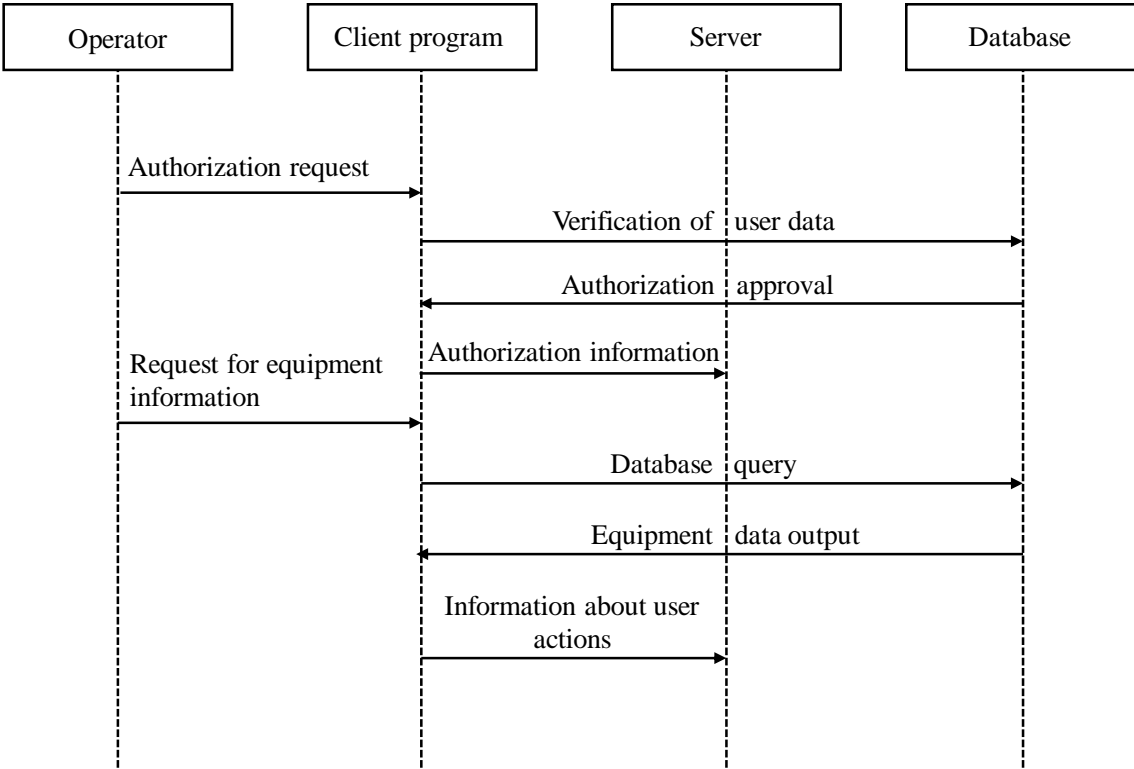 Operator
Client program
Server
Database
Authorization request
Verification of user data
Authorization approval
Authorization information
Request for equipment
information
Database query
Equipment data output
Information about user
actions